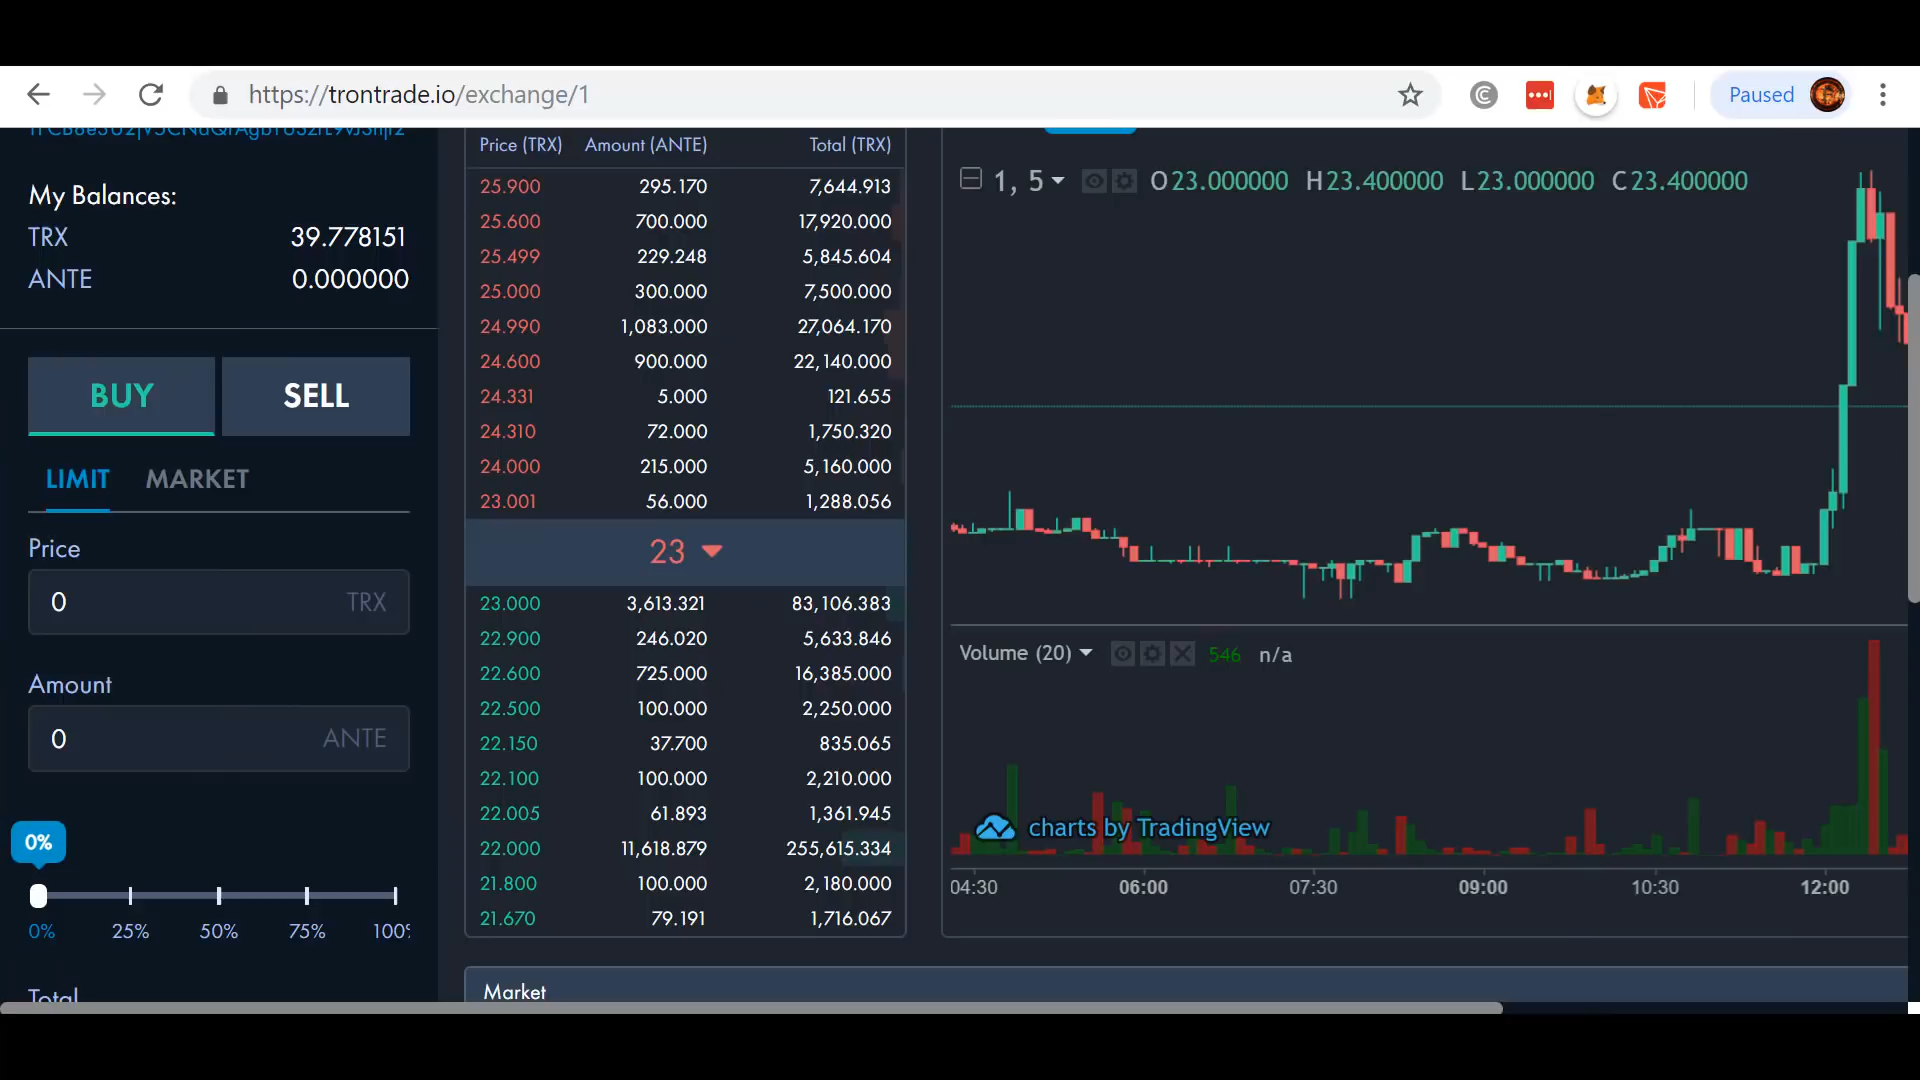 https://trontrade.io/exchange/1
Paused
My Balances:
TRX 39.778151
ANTE 0.000000
BUY SELL
LIMIT MARKET
Price
0 TRX
Amount
0 ANTE
0%
0% 25% 50% 75% 100%
Total
Price (TRX) Amount (ANTE) Total (TRX)
25.900 295.170 7,644.913
25.600 700.000 17,920.000
25.499 229.248 5,845.604
25.000 300.000 7,500.000
24.990 1,083.000 27,064.170
24.600 900.000 22,140.000
24.331 5.000 121.655
24.310 72.000 1,750.320
24.000 215.000 5,160.000
23.001 56.000 1,288.056
23
23.000 3,613.321 83,106.383
22.900 246.020 5,633.846
22.600 725.000 16,385.000
22.500 100.000 2,250.000
22.150 37.700 835.065
22.100 100.000 2,210.000
22.005 61.893 1,361.945
22.000 11,618.879 255,615.334
21.800 100.000 2,180.000
21.670 79.191 1,716.067
Market
1, 5 O23.000000 H23.400000 L23.000000 C23.400000
Volume (20) 546 n/a
charts by TradingView
04:30 06:00 07:30 09:00 10:30 12:00